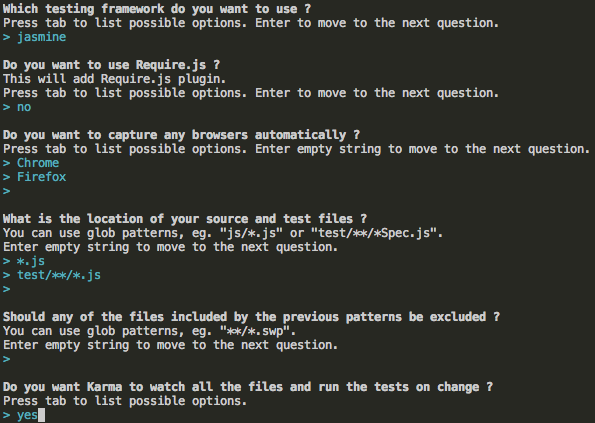 Which testing framework do you want to use ?
Press tab to list possible options. Enter to move to the next question.
> jasmine
Do you want to use Require.js ?
This will add Require.js plugin.
Press tab to list possible options. Enter to move to the next question.
> no
Do you want to capture any browsers automatically ?
Press tab to list possible options. Enter empty string to move to the next question.
> Chrome
> Firefox
>
What is the location of your source and test files ?
You can use glob patterns, eg. "js/*.js" or "test/**/*Spec.js".
Enter empty string to move to the next question.
> *.js
> test/**/*.js
>
Should any of the files included by the previous patterns be excluded ?
You can use glob patterns, eg. "**/*.swp".
Enter empty string to move to the next question.
>
Do you want Karma to watch all the files and run the tests on change ?
Press tab to list possible options.
> yes